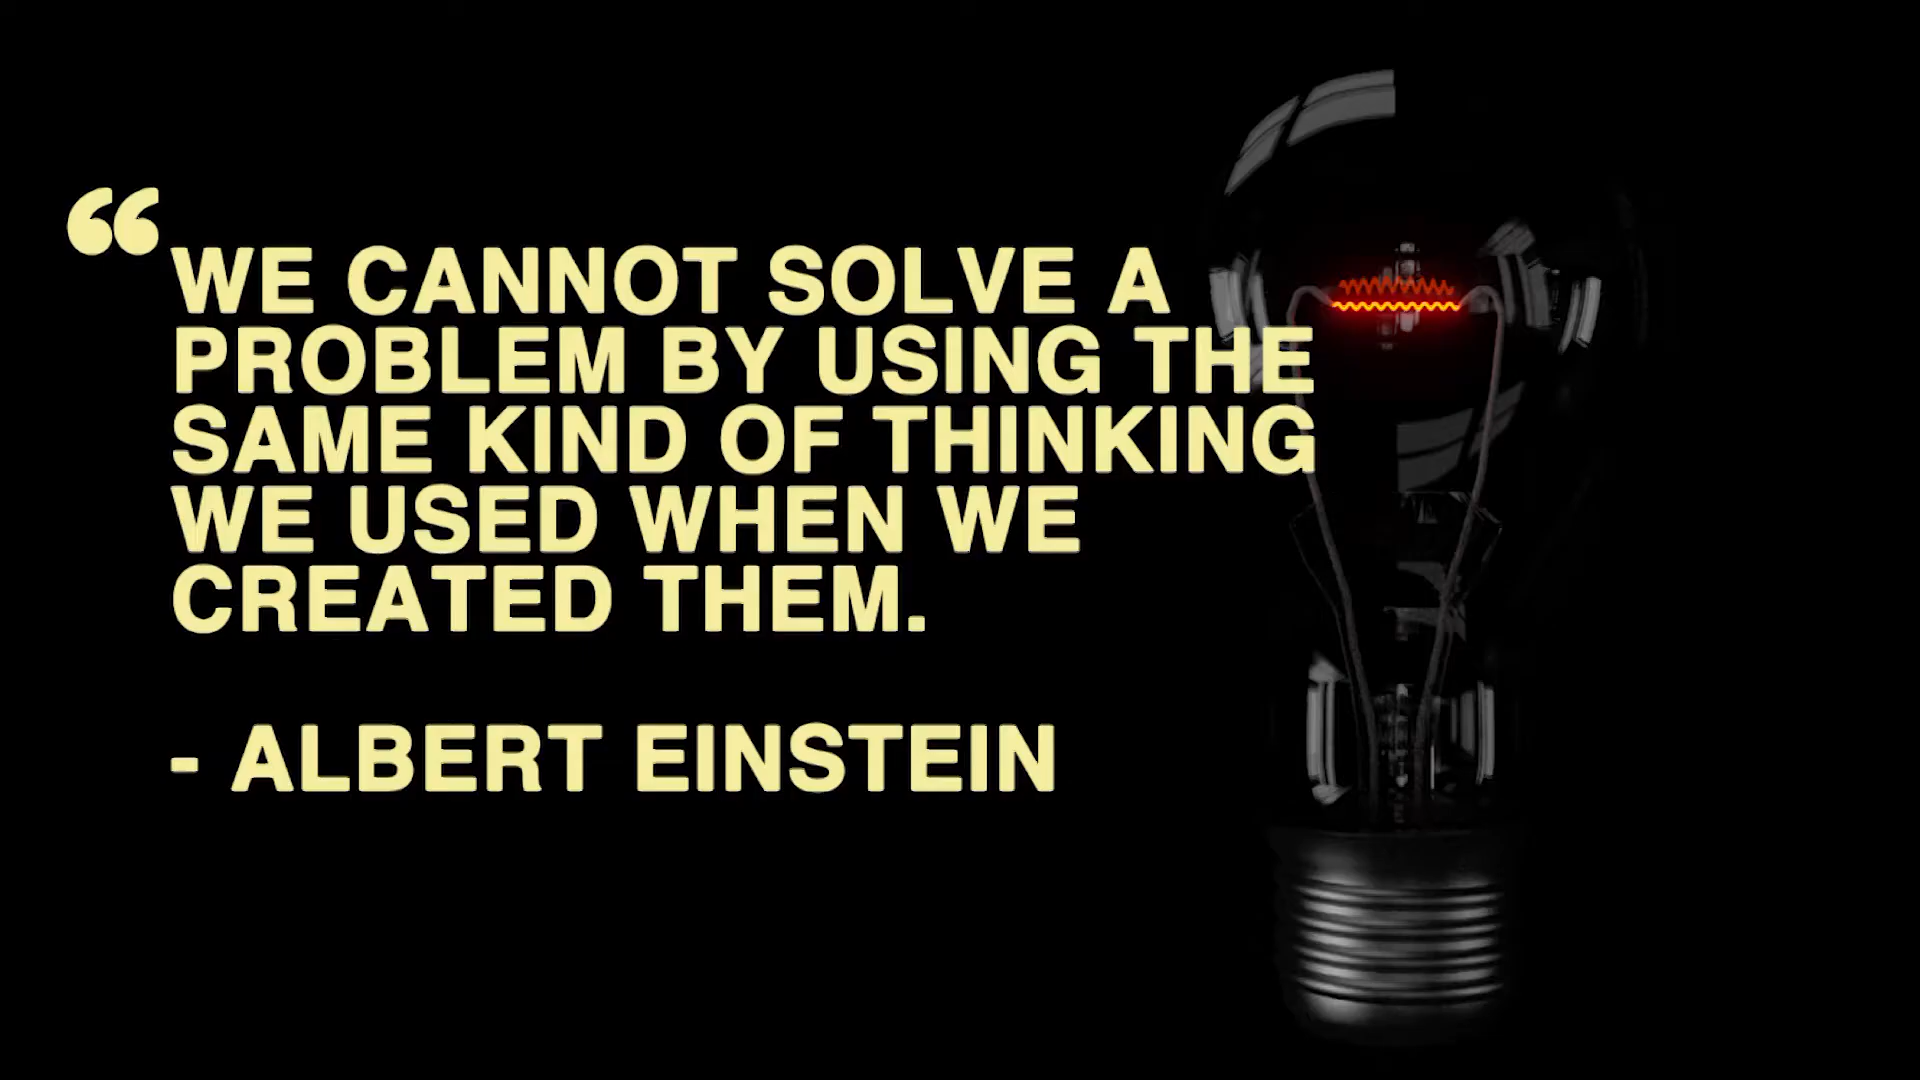 “WE CANNOT SOLVE A
PROBLEM BY USING THE
SAME KIND OF THINKING
WE USED WHEN WE
CREATED THEM.
- ALBERT EINSTEIN